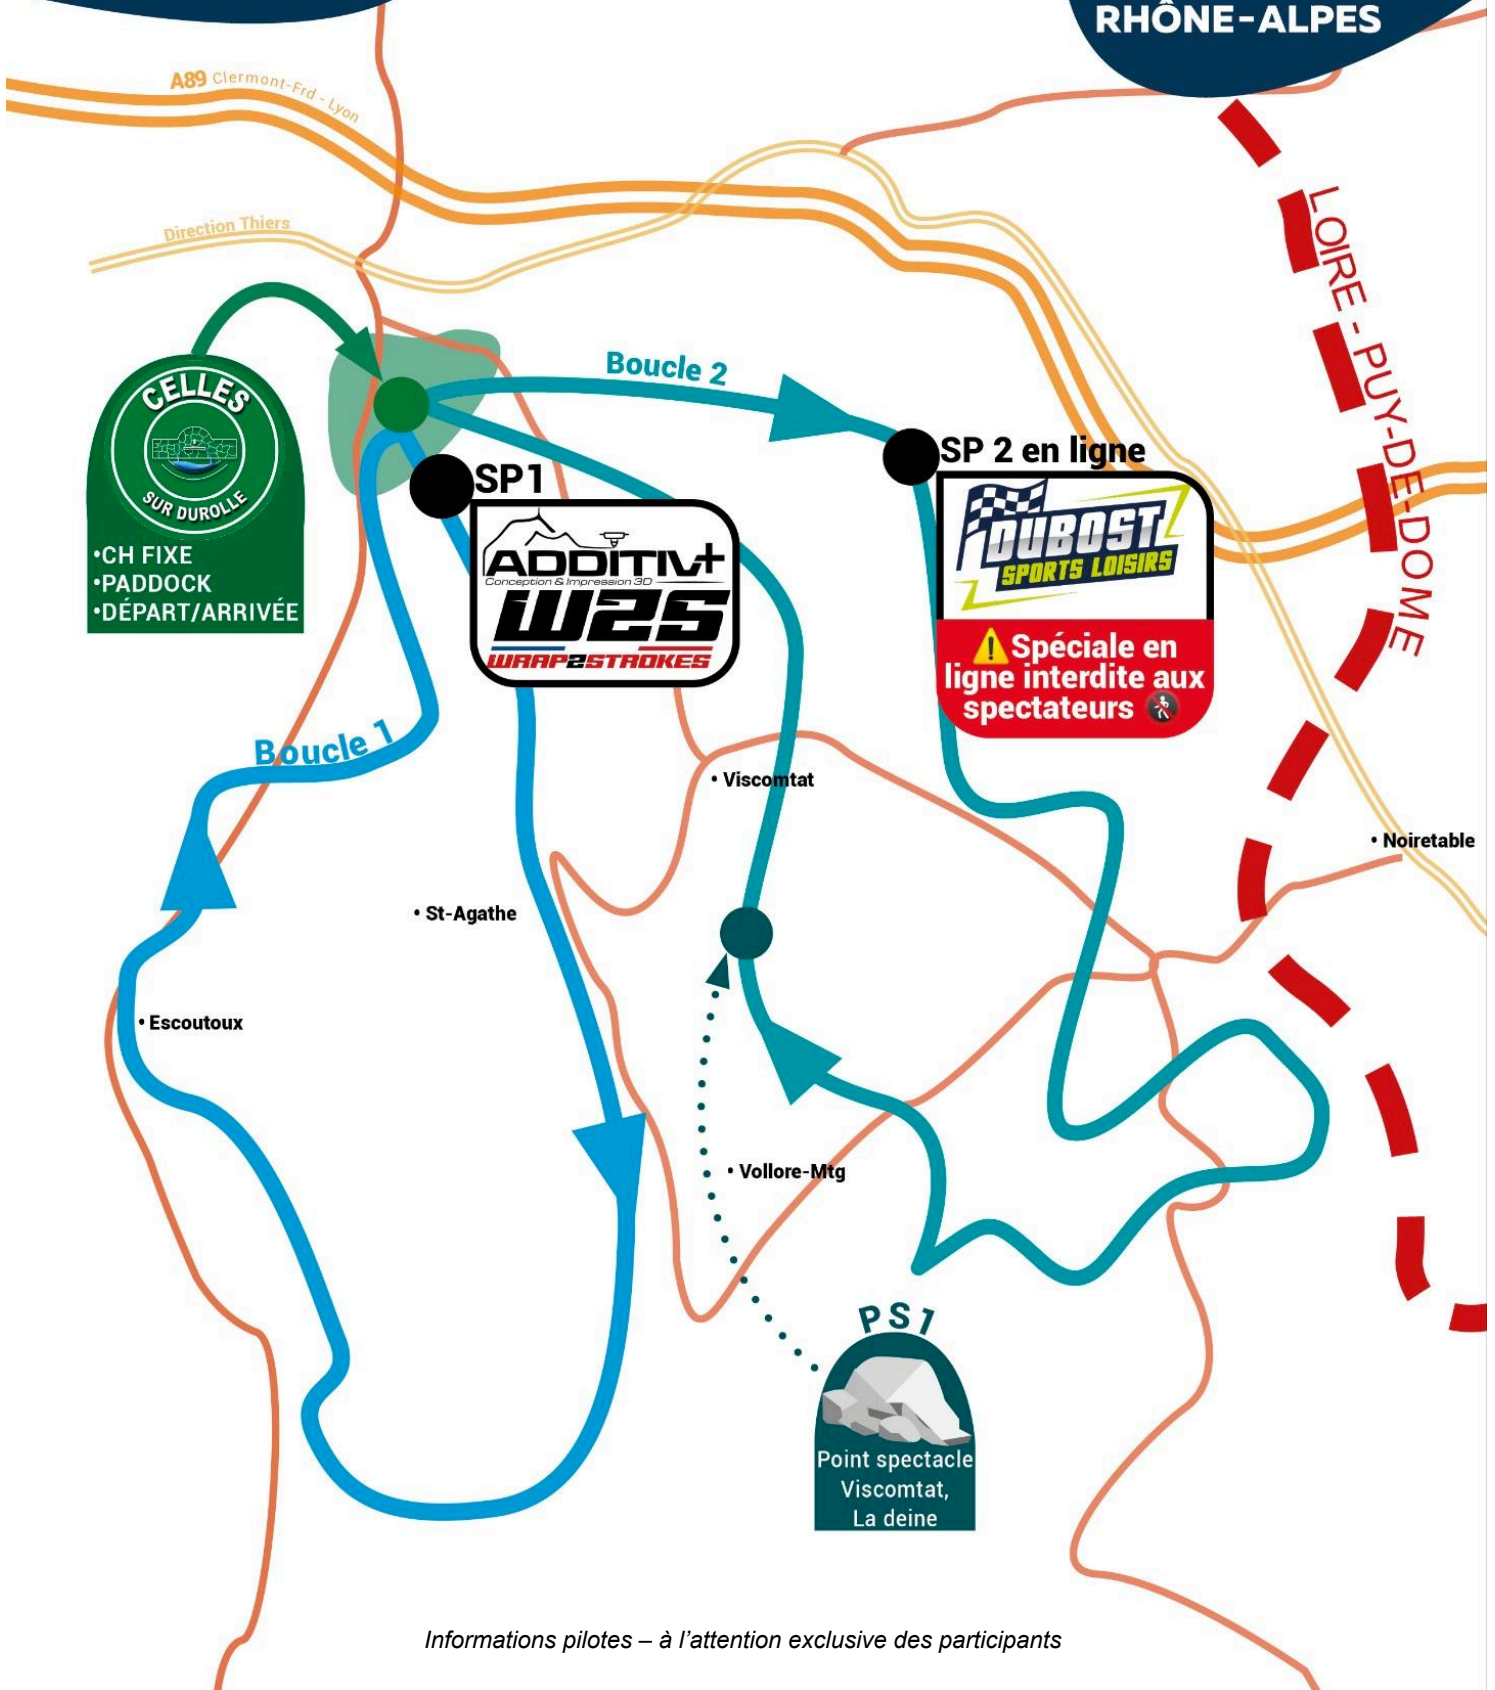 RHÔNE-ALPES
A89 Clermont-Frd - Lyon
Direction Thiers
Boucle 2
CELLES
SUR DUROLLE
•CH FIXE
•PADDOCK
•DÉPART/ARRIVÉE
SP1
ADDITIV+
Conception & Impression 3D
W2S
WRAP2STROKES
SP 2 en ligne
DUBOST
SPORTS LOISIRS
⚠ Spéciale en
ligne interdite aux
spectateurs
LOIRE - PUY-DE-DOME
Boucle 1
• Viscomtat
• Noiretable
• St-Agathe
• Escoutoux
• Vollore-Mtg
PS1
Point spectacle
Viscomtat,
La deine
Informations pilotes – à l'attention exclusive des participants